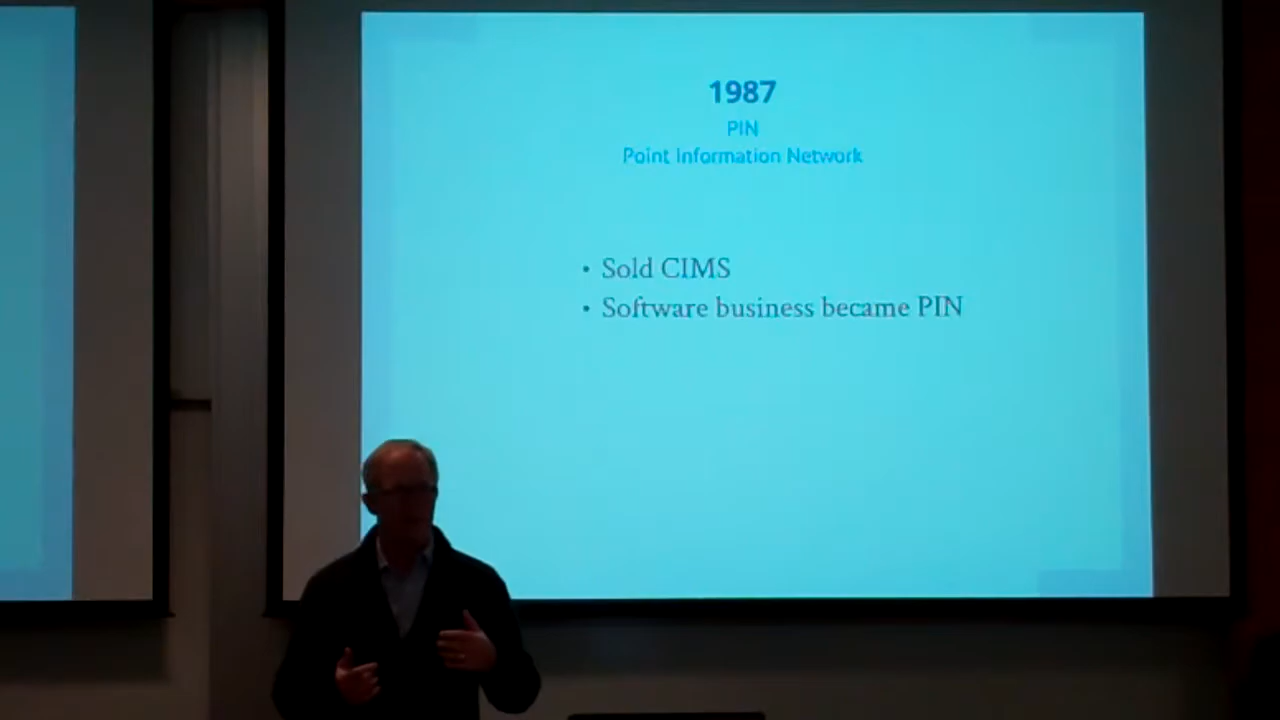 1987
PIN
Point Information Network
• Sold CIMS
• Software business became PIN